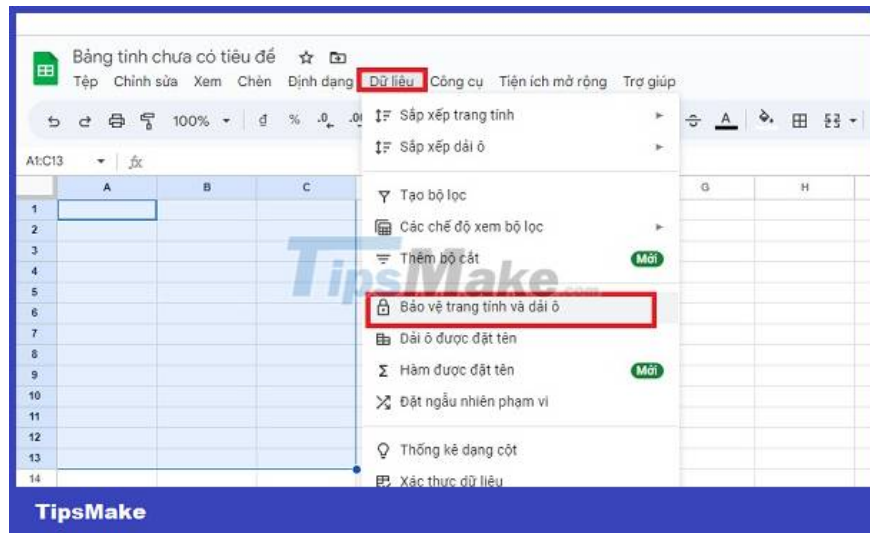 Bảng tính chưa có tiêu đề
Tệp Chỉnh sửa Xem Chèn Định dạng Dữ liệu Công cụ Tiện ích mở rộng Trợ giúp
100% đ % .0 .00 A
A1:C13 fx
A B C G H
1
2
3
4
5
6
7
8
9
10
11
12
13
14
Sắp xếp trang tính
Sắp xếp dải ô
Tạo bộ lọc
Các chế độ xem bộ lọc
Thêm bộ cắt Mới
Bảo vệ trang tính và dải ô
Dải ô được đặt tên
Hàm được đặt tên Mới
Đặt ngẫu nhiên phạm vi
Thống kê dạng cột
Xác thực dữ liệu
TipsMake.com
TipsMake